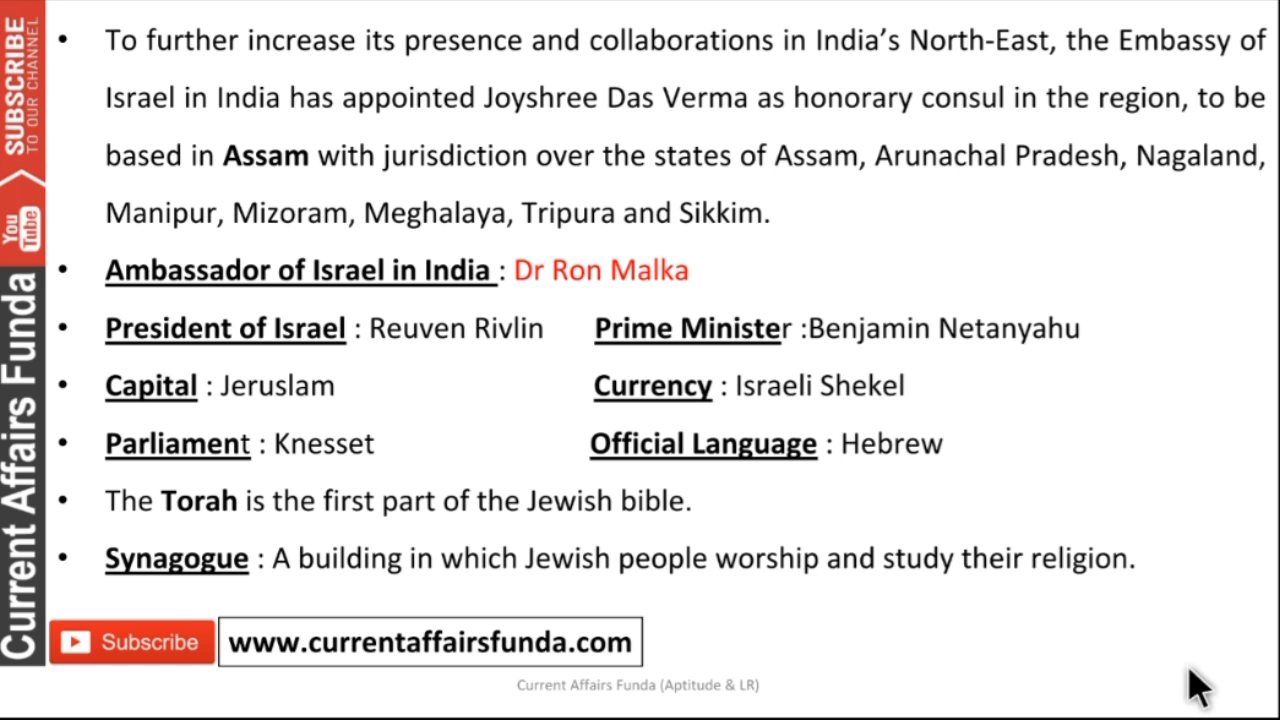 SUBSCRIBE
TO OUR CHANNEL
You
Tube
Current Affairs Funda
• To further increase its presence and collaborations in India's North-East, the Embassy of
Israel in India has appointed Joyshree Das Verma as honorary consul in the region, to be
based in Assam with jurisdiction over the states of Assam, Arunachal Pradesh, Nagaland,
Manipur, Mizoram, Meghalaya, Tripura and Sikkim.
• Ambassador of Israel in India : Dr Ron Malka
• President of Israel : Reuven Rivlin Prime Minister :Benjamin Netanyahu
• Capital : Jeruslam Currency : Israeli Shekel
• Parliament : Knesset Official Language : Hebrew
• The Torah is the first part of the Jewish bible.
• Synagogue : A building in which Jewish people worship and study their religion.
Subscribe www.currentaffairsfunda.com
Current Affairs Funda (Aptitude & LR)